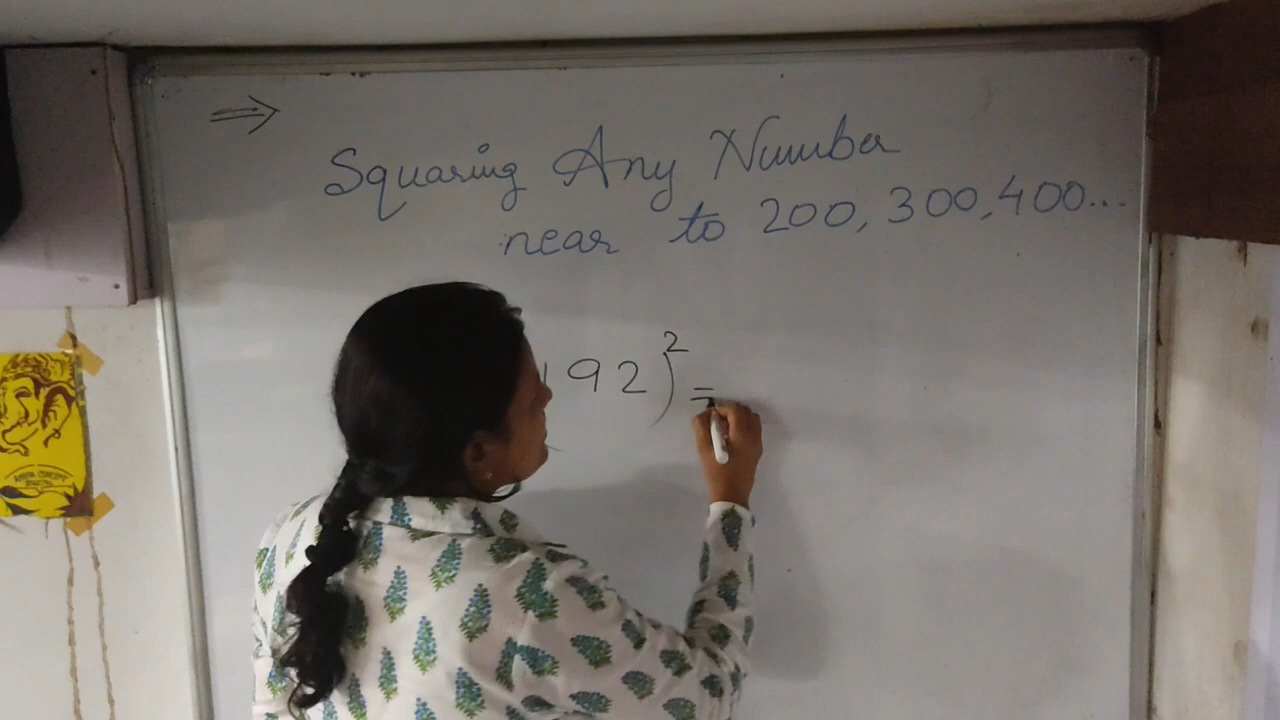 ⇒
Squaring Any Number
near to 200, 300, 400...
192)² =